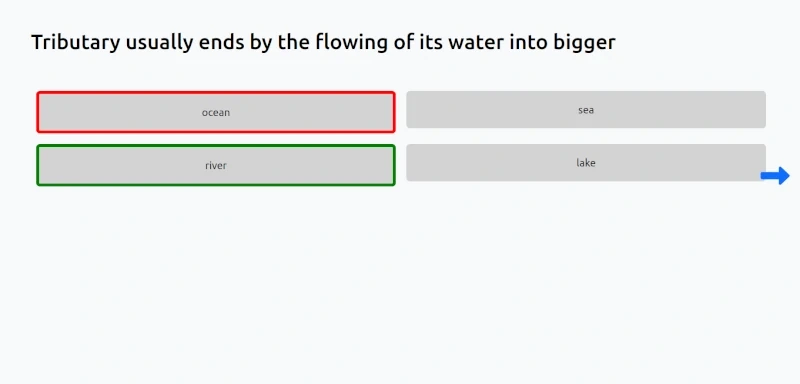 Tributary usually ends by the flowing of its water into bigger
ocean
sea
river
lake